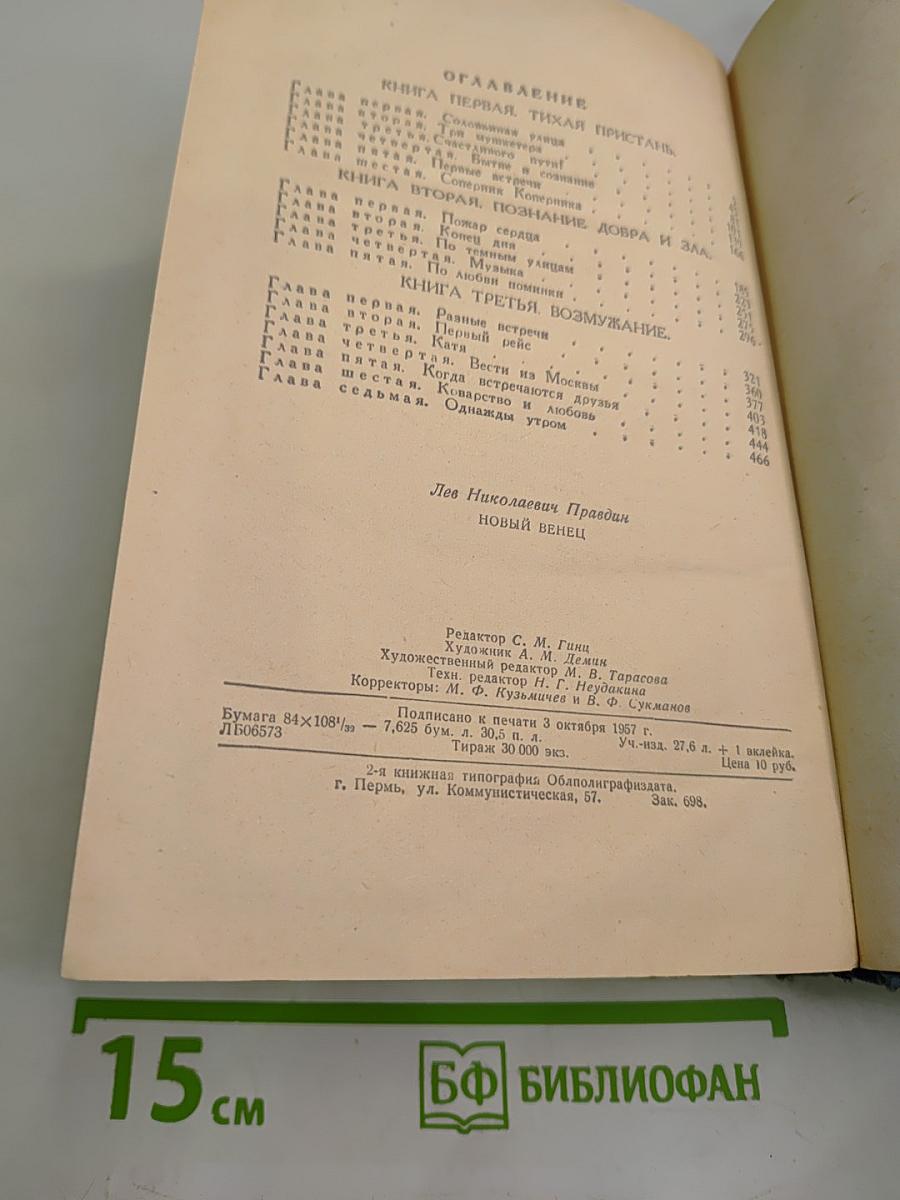 ОГЛАВЛЕНИЕ
КНИГА ПЕРВАЯ. ТИХАЯ ПРИСТАНЬ.
Глава первая. Соловьиная улица
Глава вторая. Три мушкетера
Глава третья. Счастливого пути!
Глава четвертая. Бытие и сознание
Глава пятая. Первые встречи
Глава шестая. Соперник Коперника 166
КНИГА ВТОРАЯ. ПОЗНАНИЕ ДОБРА И ЗЛА.
Глава первая. Пожар сердца 185
Глава вторая. Конец дня 221
Глава третья. По темным улицам 251
Глава четвертая. Музыка 275
Глава пятая. По любви поминки 296
КНИГА ТРЕТЬЯ. ВОЗМУЖАНИЕ.
Глава первая. Разные встречи 321
Глава вторая. Первый рейс 360
Глава третья. Катя 377
Глава четвертая. Вести из Москвы 403
Глава пятая. Когда встречаются друзья 418
Глава шестая. Коварство и любовь 444
Глава седьмая. Однажды утром 466
Лев Николаевич Правдин
НОВЫЙ ВЕНЕЦ
Редактор С. М. Гинц
Художник А. М. Демин
Художественный редактор М. В. Тарасова
Техн. редактор Н. Г. Неудакина
Корректоры: М. Ф. Кузьмичев и В. Ф. Сукманов
Подписано к печати 3 октября 1957 г.
Бумага 84×108¹/₃₂ — 7,625 бум. л. 30,5 п. л. Уч.-изд. 27,6 л. + 1 вклейка.
ЛБ06573 Тираж 30 000 экз. Цена 10 руб.
2-я книжная типография Облполиграфиздата.
г. Пермь, ул. Коммунистическая, 57. Зак. 698.
15 см
БФ БИБЛИОФАН